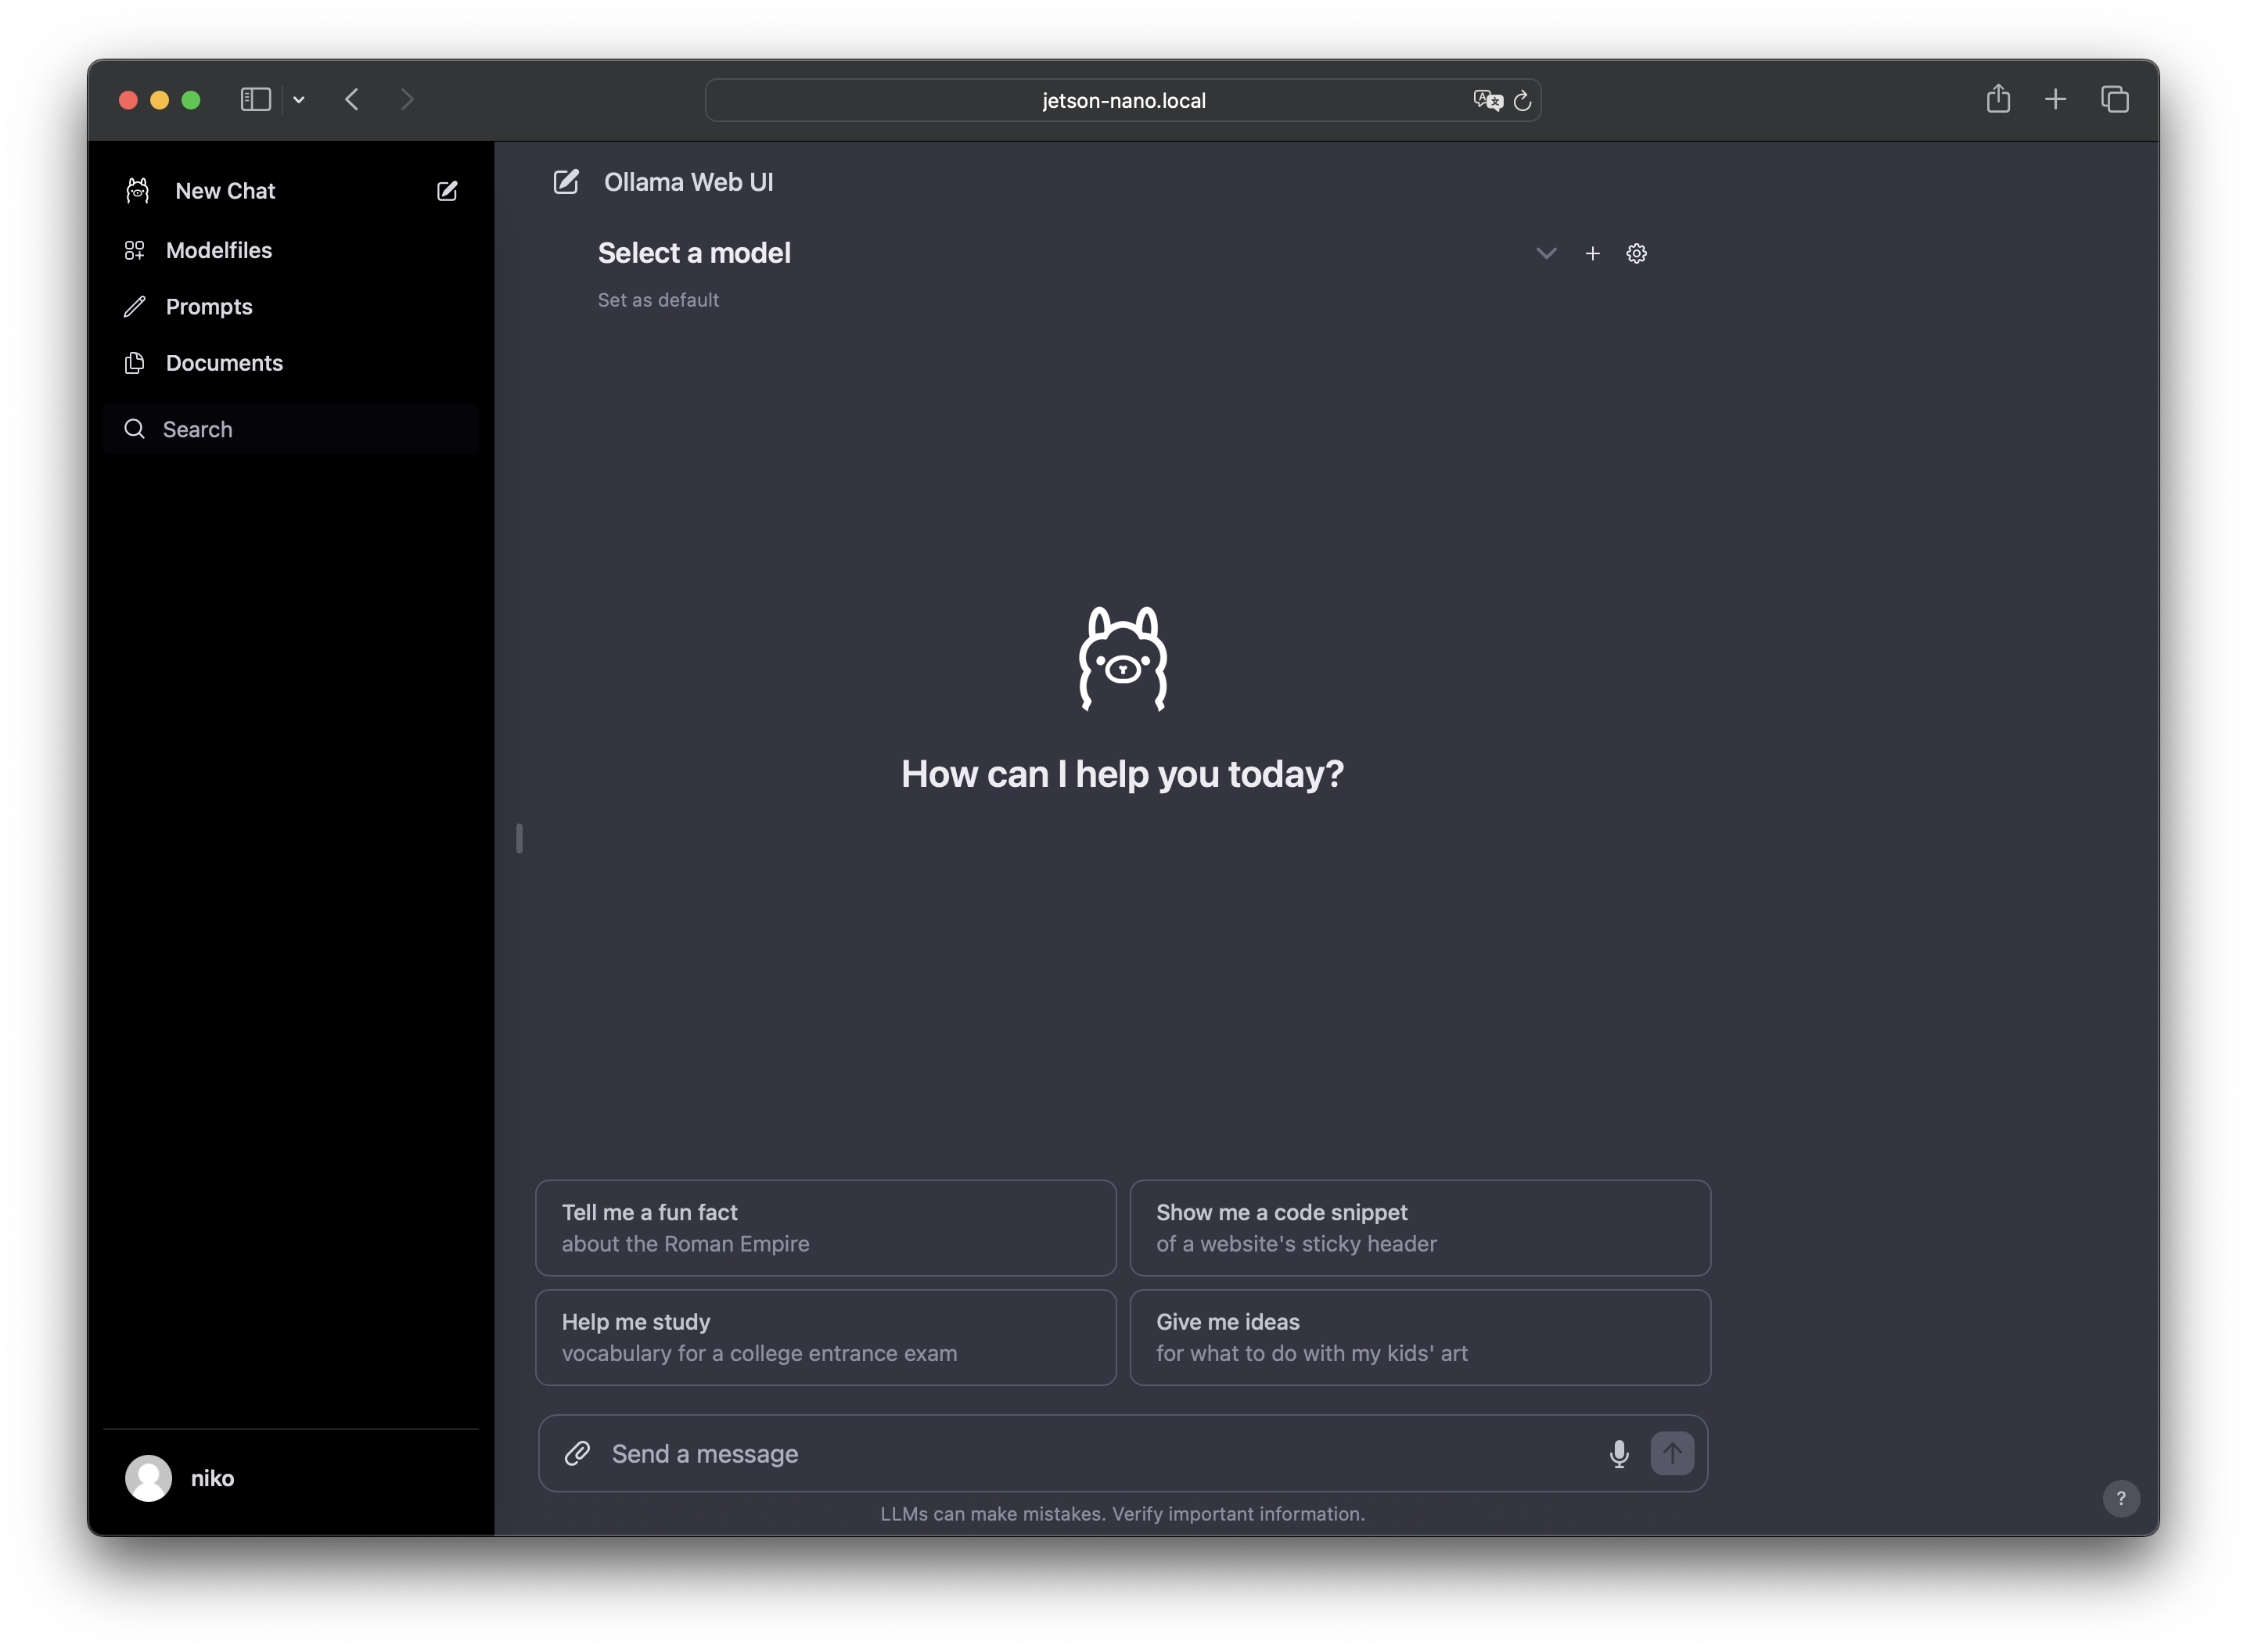 jetson-nano.local
New Chat
Modelfiles
Prompts
Documents
Search
niko
Ollama Web UI
Select a model
Set as default
How can I help you today?
Tell me a fun fact
about the Roman Empire
Show me a code snippet
of a website's sticky header
Help me study
vocabulary for a college entrance exam
Give me ideas
for what to do with my kids' art
Send a message
LLMs can make mistakes. Verify important information.
?